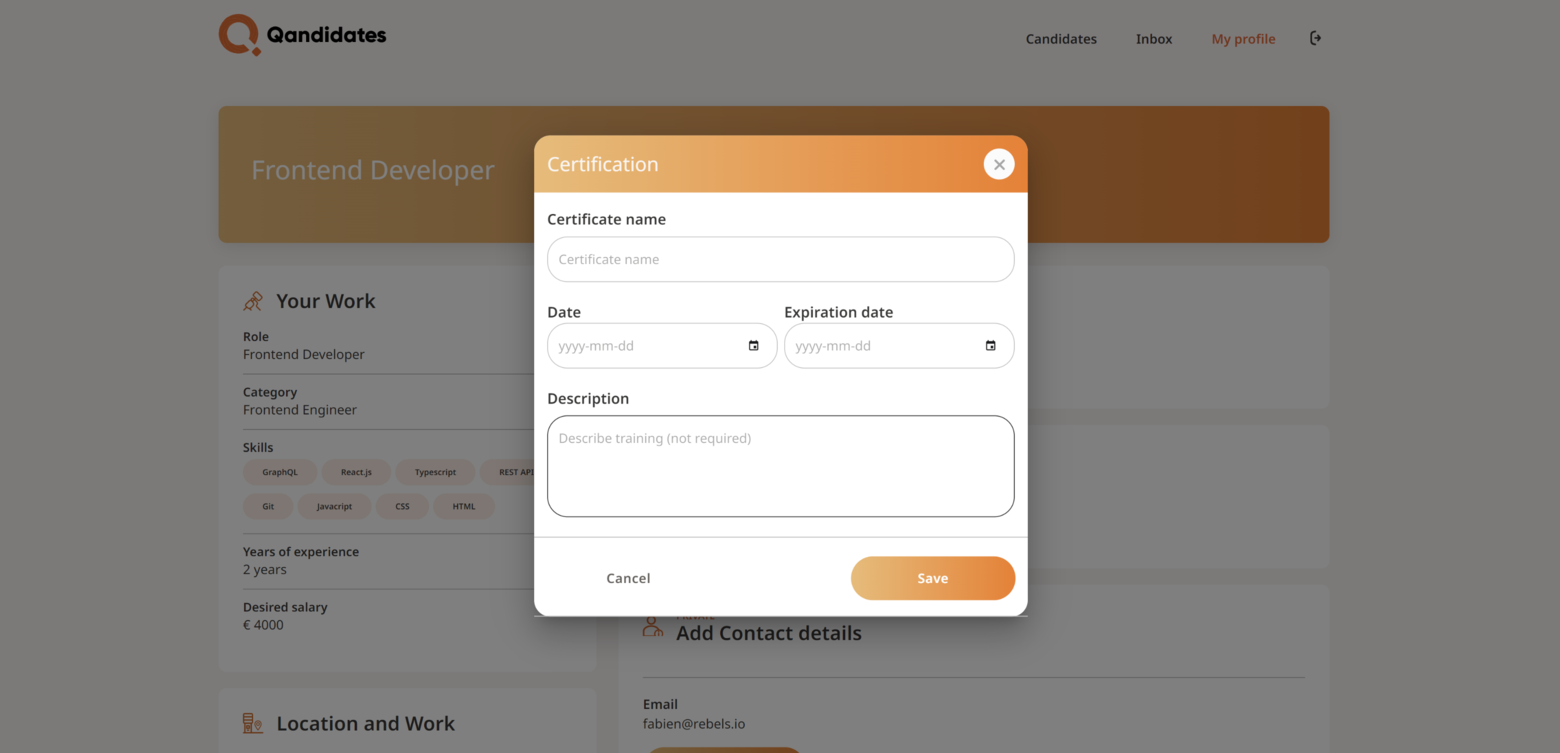 Qandidates
Candidates
Inbox
My profile
Frontend Developer
Certification
Certificate name
Certificate name
Date
Expiration date
yyyy-mm-dd
yyyy-mm-dd
Description
Describe training (not required)
Cancel
Save
Your Work
Role
Frontend Developer
Category
Frontend Engineer
Skills
GraphQL
React.js
Typescript
REST API
Git
Javacript
CSS
HTML
Years of experience
2 years
Desired salary
€ 4000
Location and Work
Add Contact details
Email
fabien@rebels.io